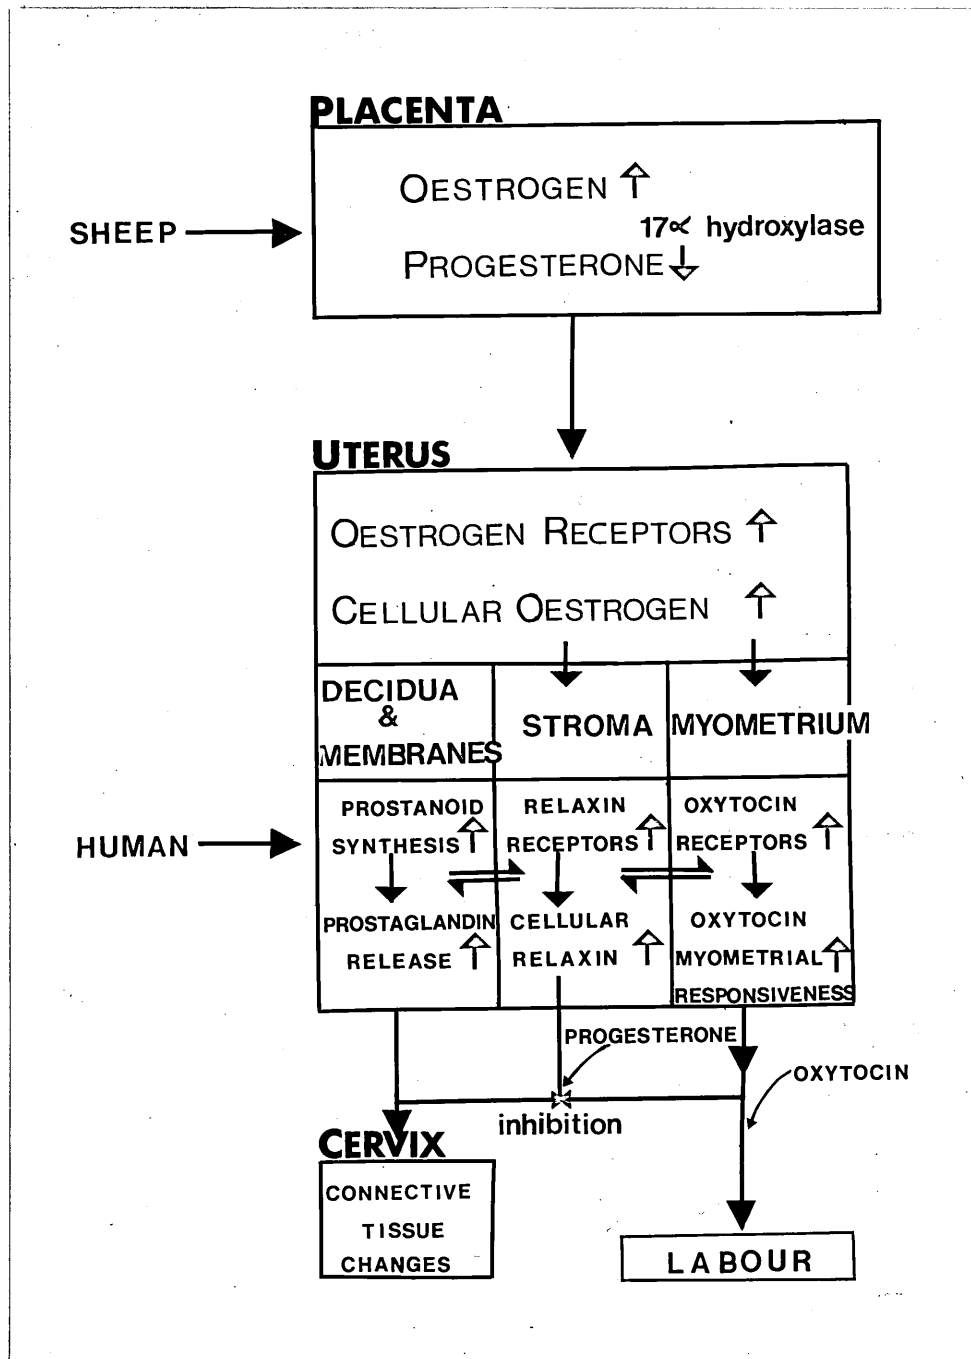 PLACENTA
OESTROGEN
SHEEP
17∝ hydroxylase
PROGESTERONE
UTERUS
OESTROGEN RECEPTORS
CELLULAR OESTROGEN
DECIDUA
&
MEMBRANES
STROMA
MYOMETRIUM
HUMAN
PROSTANOID
SYNTHESIS
PROSTAGLANDIN
RELEASE
RELAXIN
RECEPTORS
CELLULAR
RELAXIN
OXYTOCIN
RECEPTORS
OXYTOCIN
MYOMETRIAL
RESPONSIVENESS
PROGESTERONE
OXYTOCIN
inhibition
CERVIX
CONNECTIVE
TISSUE
CHANGES
LABOUR